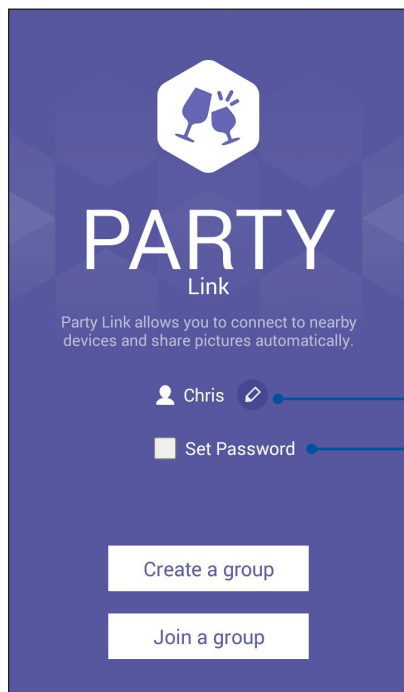 PARTY
Link
Party Link allows you to connect to nearby
devices and share pictures automatically.
Chris
Set Password
Create a group
Join a group